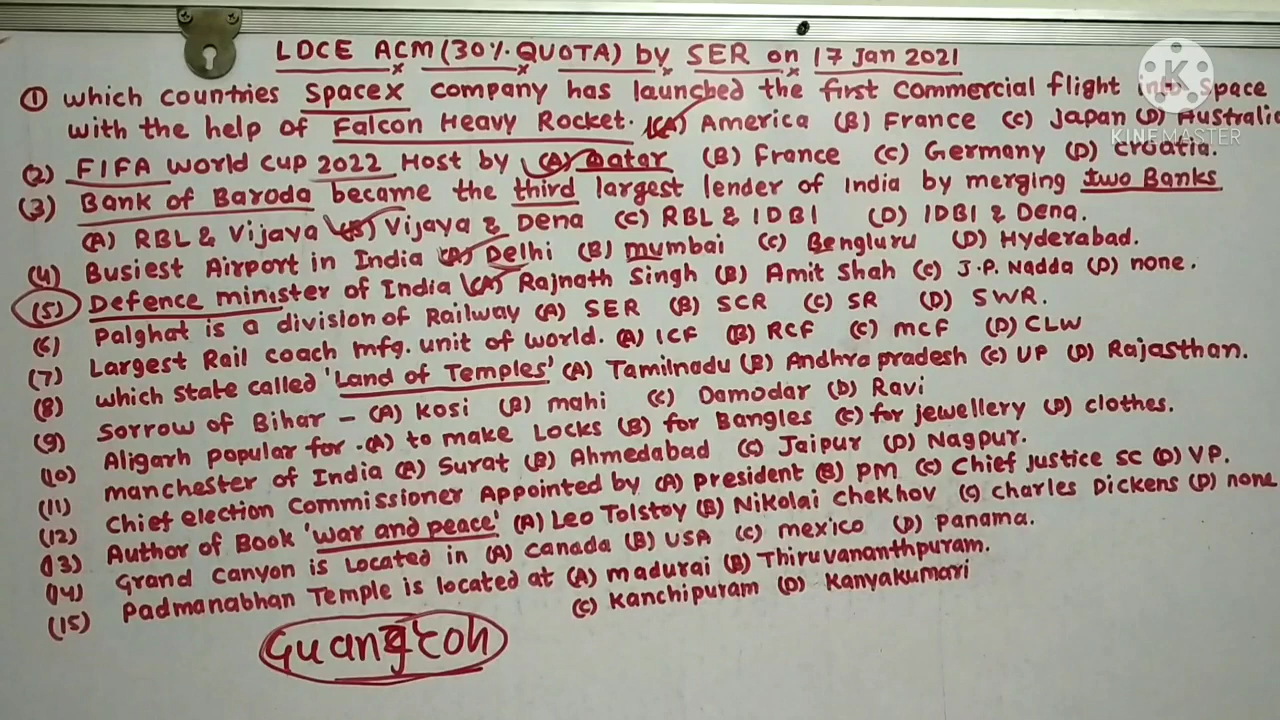 LDCE ACM (30% QUOTA) by SER on 17 Jan 2021
(1) which countries SpaceX company has launched the first commercial flight into space
with the help of Falcon Heavy Rocket. (A) America (B) France (C) Japan (D) Australia
KINEMASTER
(2) FIFA World Cup 2022 Host by (A) Qatar (B) France (C) Germany (D) Croatia.
(3) Bank of Baroda became the third largest lender of India by merging two Banks
(A) RBL & Vijaya (B) Vijaya & Dena (C) RBL & IDBI (D) IDBI & Dena.
(4) Busiest Airport in India (A) Delhi (B) mumbai (C) Bengluru (D) Hyderabad.
(5) Defence minister of India (A) Rajnath Singh (B) Amit Shah (C) J.P. Nadda (D) none.
(6) Palghat is a division of Railway (A) SER (B) SCR (C) SR (D) SWR.
(7) Largest Rail coach mfg. unit of world. (A) ICF (B) RCF (C) MCF (D) CLW
(8) which state called 'Land of Temples' (A) Tamilnadu (B) Andhra pradesh (C) UP (D) Rajasthan.
(9) Sorrow of Bihar - (A) Kosi (B) mahi (C) Damodar (D) Ravi
(10) Aligarh popular for . (A) to make Locks (B) for Bangles (C) for jewellery (D) clothes.
(11) manchester of India (A) Surat (B) Ahmedabad (C) Jaipur (D) Nagpur.
(12) Chief election Commissioner Appointed by (A) President (B) PM (C) Chief justice SC (D) VP.
(13) Author of Book 'war and peace' (A) Leo Tolstoy (B) Nikolai chekhov (C) charles Dickens (D) none
(14) Grand Canyon is Located in (A) Canada (B) USA (C) mexico (D) panama.
(15) Padmanabhan Temple is located at (A) madurai (B) Thiruvananthpuram.
(C) Kanchipuram (D) Kanyakumari